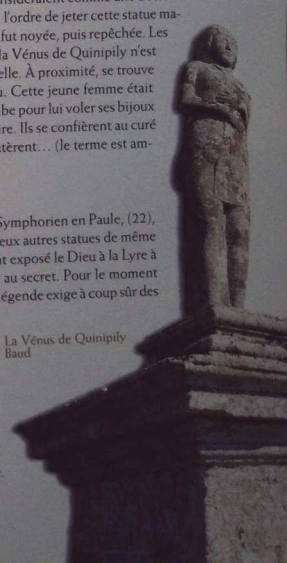 l'ordre de jeter cette statue ma-
fut noyée, puis repêchée. Les
la Vénus de Quinipily n'est
elle. À proximité, se trouve
Cette jeune femme était
be pour lui voler ses bijoux
ire. Ils se confièrent au curé
tèrent... (le terme est am-
Symphorien en Paule, (22),
eux autres statues de même
nt exposé le Dieu à la Lyre à
au secret. Pour le moment
égende exige à coup sûr des
La Vénus de Quinipily
Baud